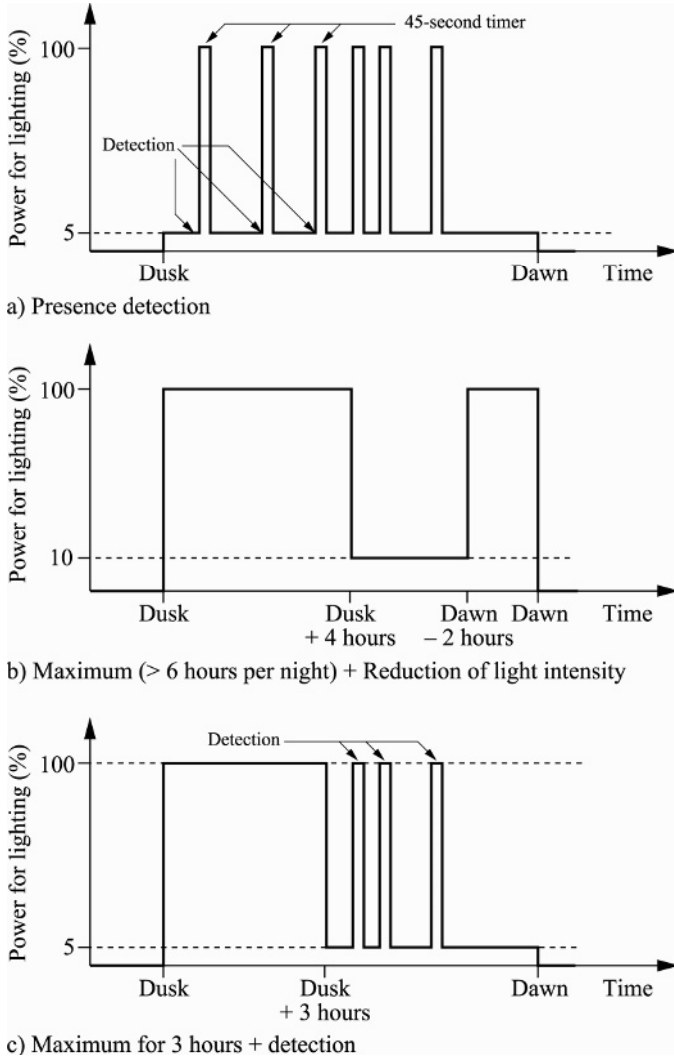 Power for lighting (%)
45-second timer
100
Detection
5
Dusk
Dawn
Time
a) Presence detection
Power for lighting (%)
100
10
Dusk
Dusk
+ 4 hours
Dawn
– 2 hours
Dawn
Time
b) Maximum (> 6 hours per night) + Reduction of light intensity
Power for lighting (%)
Detection
100
5
Dusk
Dusk
+ 3 hours
Dawn
Time
c) Maximum for 3 hours + detection